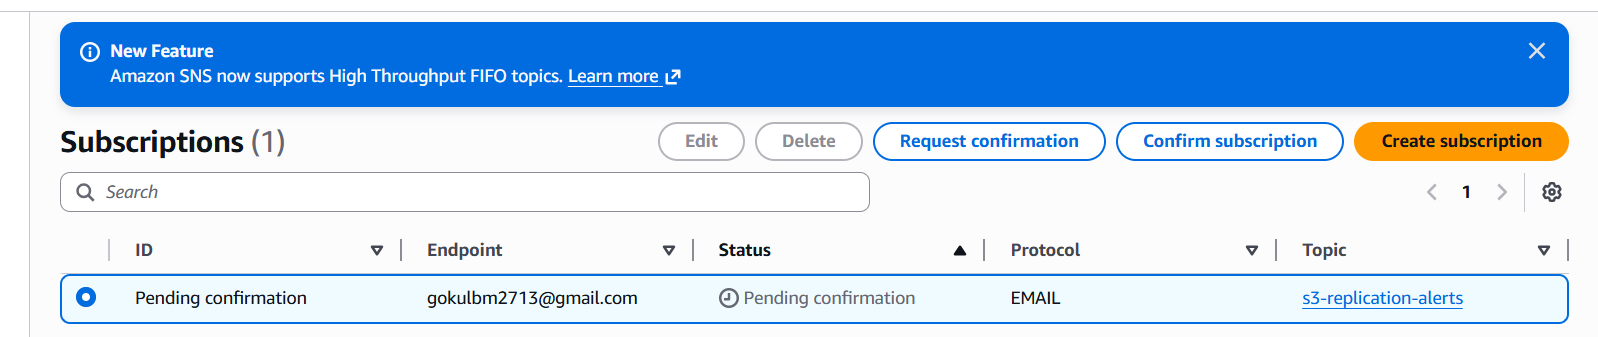 New Feature
Amazon SNS now supports High Throughput FIFO topics. Learn more
Subscriptions (1)
Edit
Delete
Request confirmation
Confirm subscription
Create subscription
Search
1
ID
Endpoint
Status
Protocol
Topic
Pending confirmation
gokulbm2713@gmail.com
Pending confirmation
EMAIL
s3-replication-alerts